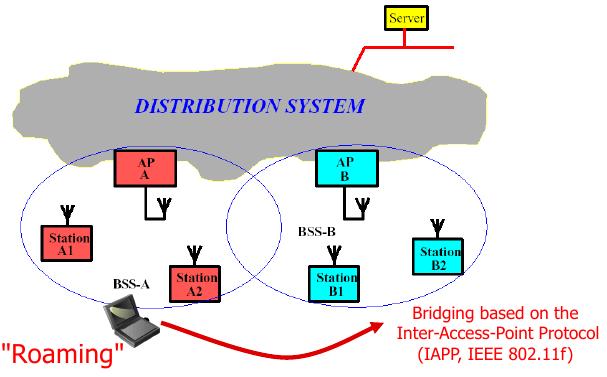 Server
DISTRIBUTION SYSTEM
AP
A
AP
B
Station
A1
BSS-B
Station
B2
BSS-A
Station
A2
Station
B1
"Roaming"
Bridging based on the
Inter-Access-Point Protocol
(IAPP, IEEE 802.11f)